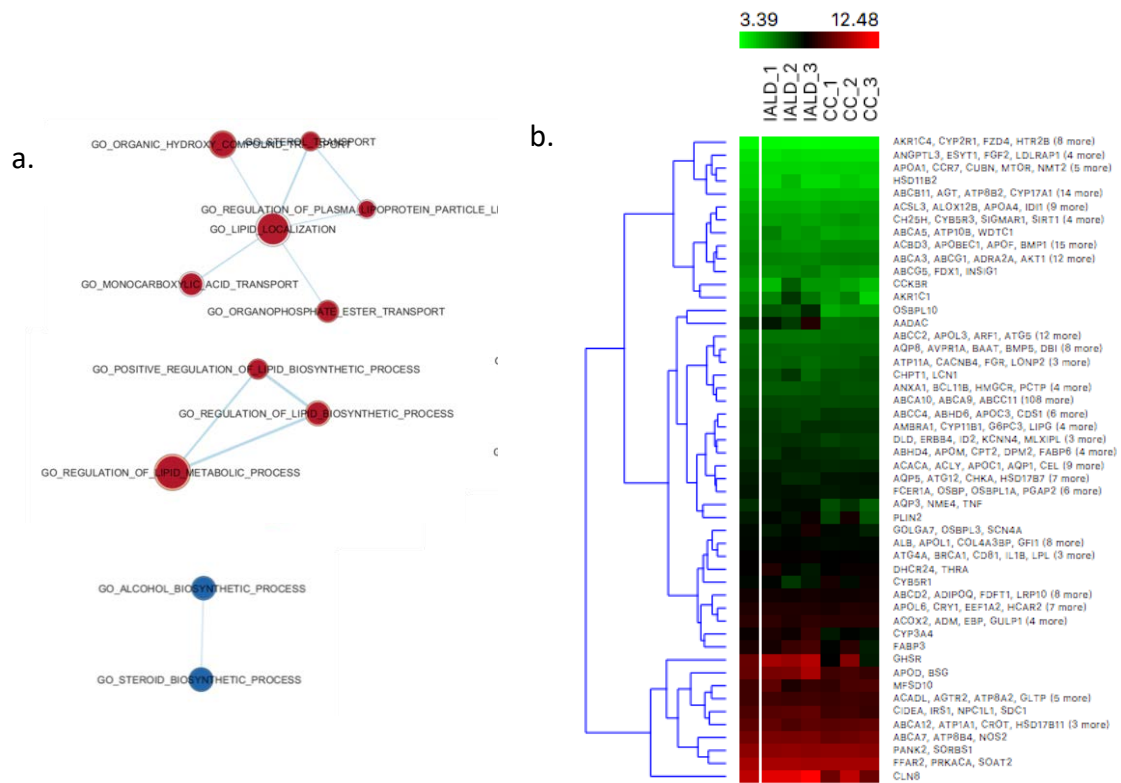 a.
GO_ORGANIC_HYDROXY_COMPOUND_TRANSPORT
GO_STEROL_TRANSPORT
GO_REGULATION_OF_PLASMA_LIPOPROTEIN_PARTICLE_LE
GO_LIPID_LOCALIZATION
GO_MONOCARBOXYLIC_ACID_TRANSPORT
GO_ORGANOPHOSPHATE_ESTER_TRANSPORT
GO_POSITIVE_REGULATION_OF_LIPID_BIOSYNTHETIC_PROCESS
GO_REGULATION_OF_LIPID_BIOSYNTHETIC_PROCESS
GO_REGULATION_OF_LIPID_METABOLIC_PROCESS
GO_ALCOHOL_BIOSYNTHETIC_PROCESS
GO_STEROID_BIOSYNTHETIC_PROCESS
b.
3.39 12.48
IALD_1 IALD_2 IALD_3 CC_1 CC_2 CC_3
AKR1C4, CYP2R1, FZD4, HTR2B (8 more)
ANGPTL3, ESYT1, FGF2, LDLRAP1 (4 more)
APOA1, CCR7, CUBN, MTOR, NMT2 (5 more)
HSD11B2
ABCB11, AGT, ATP8B2, CYP17A1 (14 more)
ACSL3, ALOX12B, APOA4, IDI1 (9 more)
CH25H, CYB5R3, SIGMAR1, SIRT1 (4 more)
ABCA5, ATP10B, WDTC1
ACBD3, APOBEC1, APOF, BMP1 (15 more)
ABCA3, ABCG1, ADRA2A, AKT1 (12 more)
ABCG5, FDX1, INSIG1
CCKBR
AKR1C1
OSBPL10
AADAC
ABCC2, APOL3, ARF1, ATG5 (12 more)
AQP8, AVPR1A, BAAT, BMP5, DBI (8 more)
ATP11A, CACNB4, FGR, LONP2 (3 more)
CHPT1, LCN1
ANXA1, BCL11B, HMGCR, PCTP (4 more)
ABCA10, ABCA9, ABCC11 (108 more)
ABCC4, ABHD6, APOC3, CDS1 (6 more)
AMBRA1, CYP11B1, G6PC3, LIPG (4 more)
DLD, ERBB4, ID2, KCNN4, MLXIPL (3 more)
ABHD4, APOM, CPT2, DPM2, FABP6 (4 more)
ACACA, ACLY, APOC1, AQP1, CEL (9 more)
AQP5, ATG12, CHKA, HSD17B7 (7 more)
FCER1A, OSBP, OSBPL1A, PGAP2 (6 more)
AQP3, NME4, TNF
PLIN2
GOLGA7, OSBPL3, SCN4A
ALB, APOL1, COL4A3BP, GFI1 (8 more)
ATG4A, BRCA1, CD81, IL1B, LPL (3 more)
DHCR24, THRA
CYB5R1
ABCD2, ADIPOQ, FDFT1, LRP10 (8 more)
APOL6, CRY1, EEF1A2, HCAR2 (7 more)
ACOX2, ADM, EBP, GULP1 (4 more)
CYP3A4
FABP3
GHSR
APOD, BSG
MFSD10
ACADL, AGTR2, ATP8A2, GLTP (5 more)
CIDEA, IRS1, NPC1L1, SDC1
ABCA12, ATP1A1, CROT, HSD17B11 (3 more)
ABCA7, ATP8B4, NOS2
PANK2, SORBS1
FFAR2, PRKACA, SOAT2
CLN8